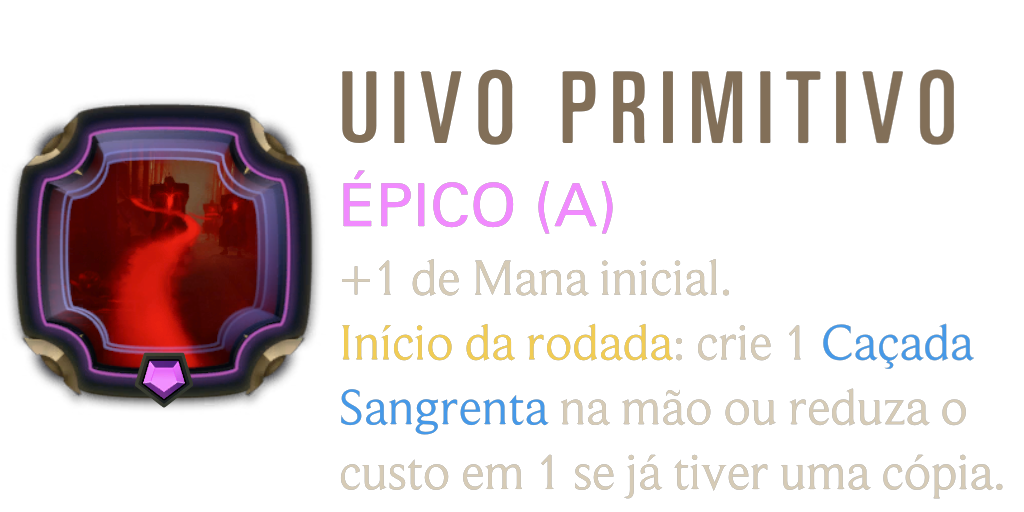 UIVO PRIMITIVO
ÉPICO (A)
+1 de Mana inicial.
Início da rodada: crie 1 Caçada
Sangrenta na mão ou reduza o
custo em 1 se já tiver uma cópia.